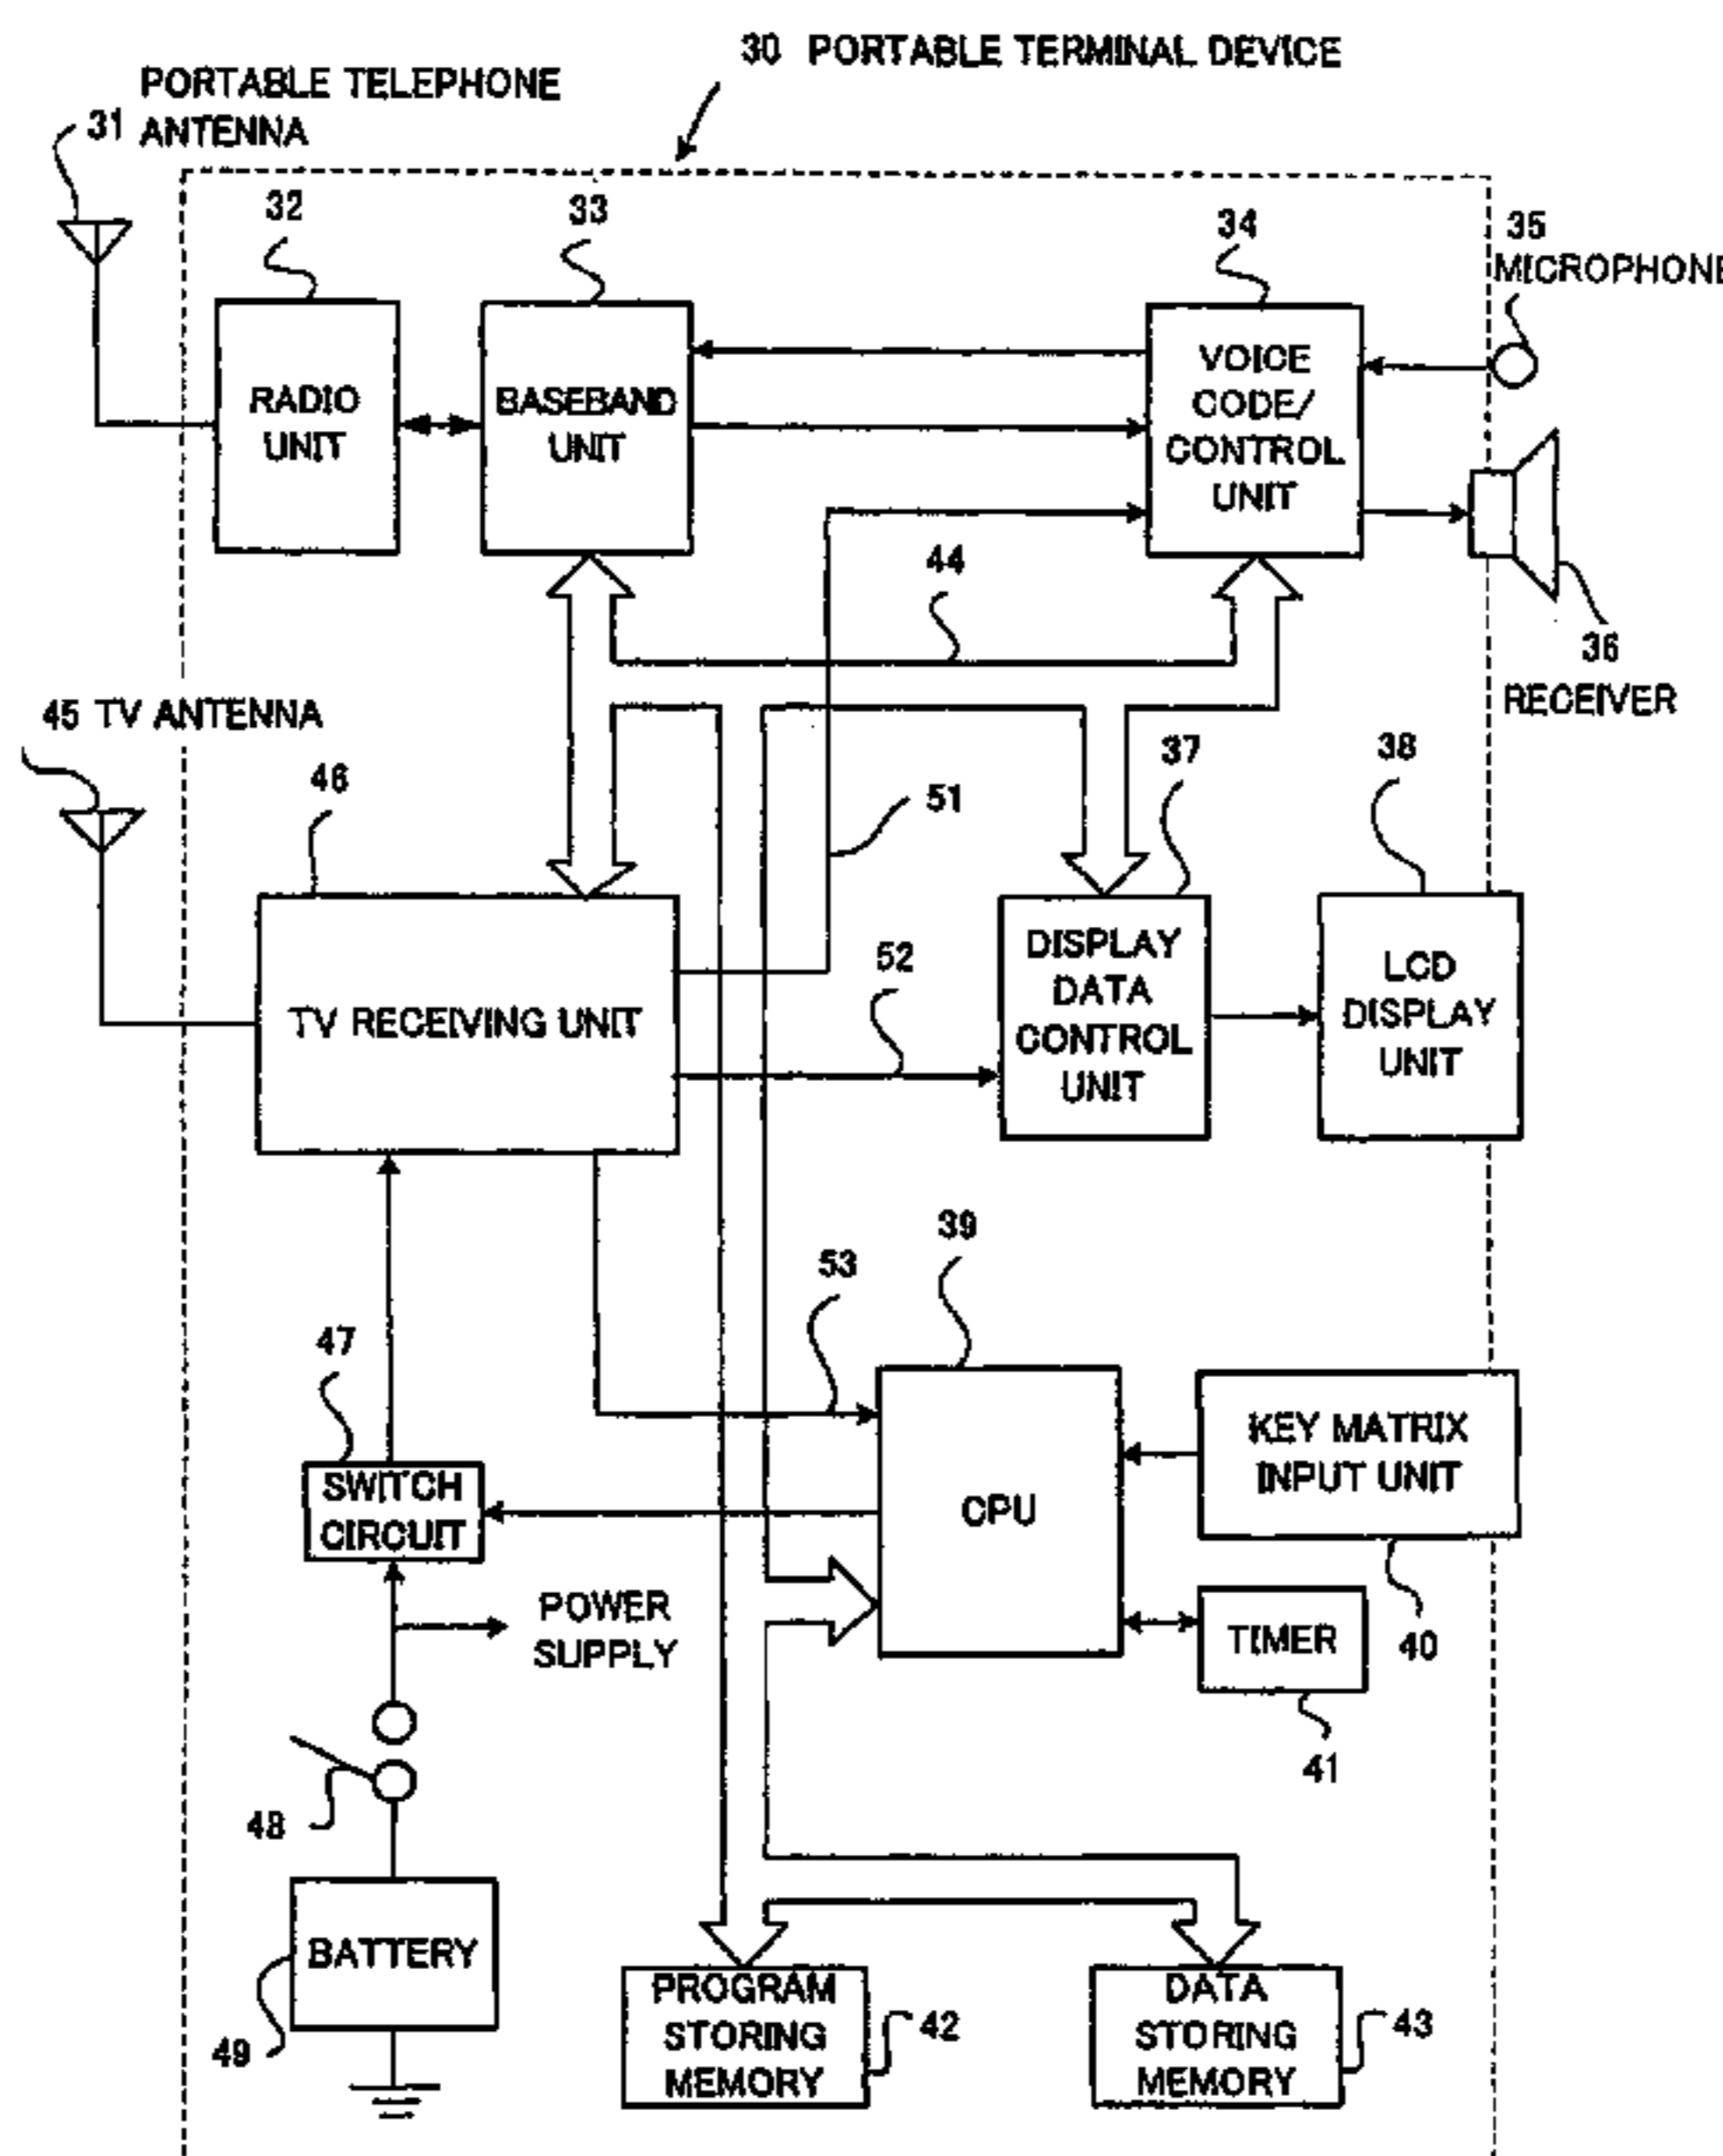 30 PORTABLE TERMINAL DEVICE
PORTABLE TELEPHONE
31 ANTENNA
32
33
34
35
MICROPHONE
RADIO
UNIT
BASEBAND
UNIT
VOICE
CODE/
CONTROL
UNIT
44
36
RECEIVER
45 TV ANTENNA
46
51
37
38
52
TV RECEIVING UNIT
DISPLAY
DATA
CONTROL
UNIT
LCD
DISPLAY
UNIT
39
53
47
SWITCH
CIRCUIT
CPU
KEY MATRIX
INPUT UNIT
POWER
SUPPLY
TIMER
40
41
48
BATTERY
49
PROGRAM
STORING
MEMORY
42
DATA
STORING
MEMORY
43